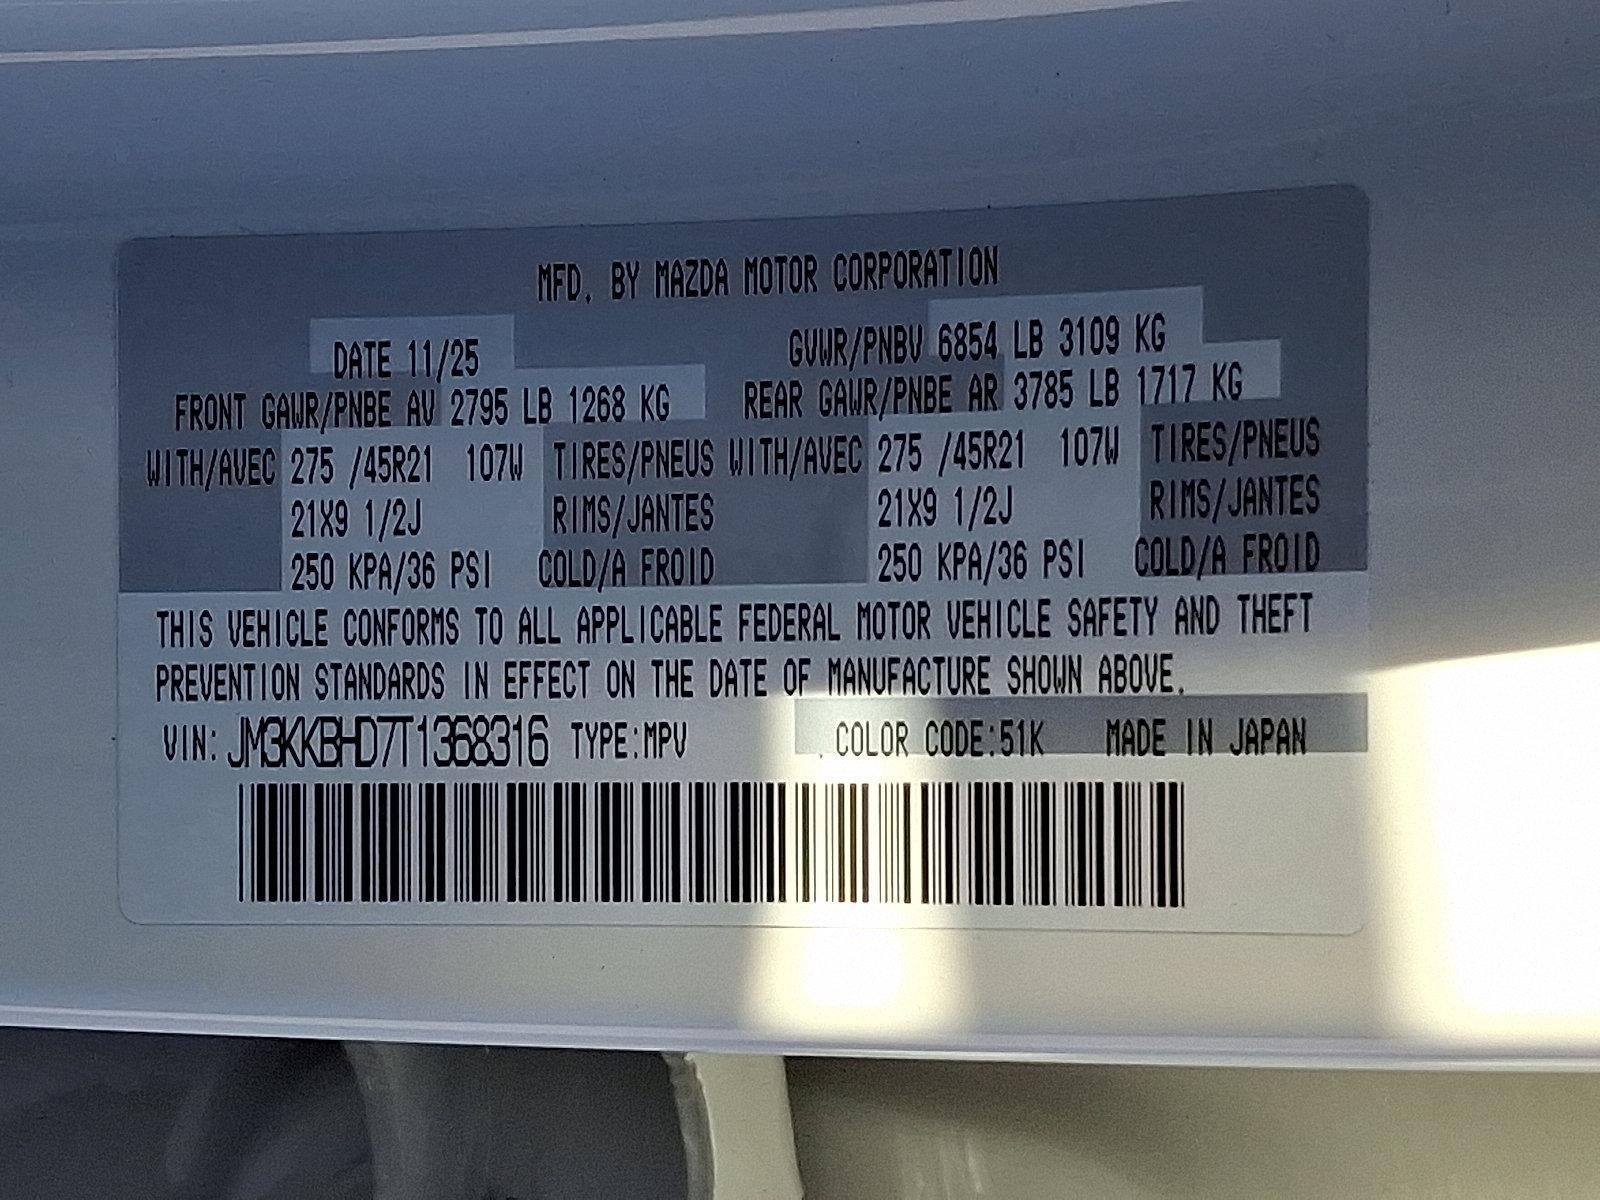 MFD. BY MAZDA MOTOR CORPORATION
DATE 11/25 GVWR/PNBV 6854 LB 3109 KG
FRONT GAWR/PNBE AV 2795 LB 1268 KG REAR GAWR/PNBE AR 3785 LB 1717 KG
WITH/AVEC 275 /45R21 107W TIRES/PNEUS WITH/AVEC 275 /45R21 107W TIRES/PNEUS
21X9 1/2J RIMS/JANTES 21X9 1/2J RIMS/JANTES
250 KPA/36 PSI COLD/A FROID 250 KPA/36 PSI COLD/A FROID
THIS VEHICLE CONFORMS TO ALL APPLICABLE FEDERAL MOTOR VEHICLE SAFETY AND THEFT
PREVENTION STANDARDS IN EFFECT ON THE DATE OF MANUFACTURE SHOWN ABOVE.
VIN: JM3KKBHD7T1368316 TYPE:MPV . COLOR CODE:51K MADE IN JAPAN